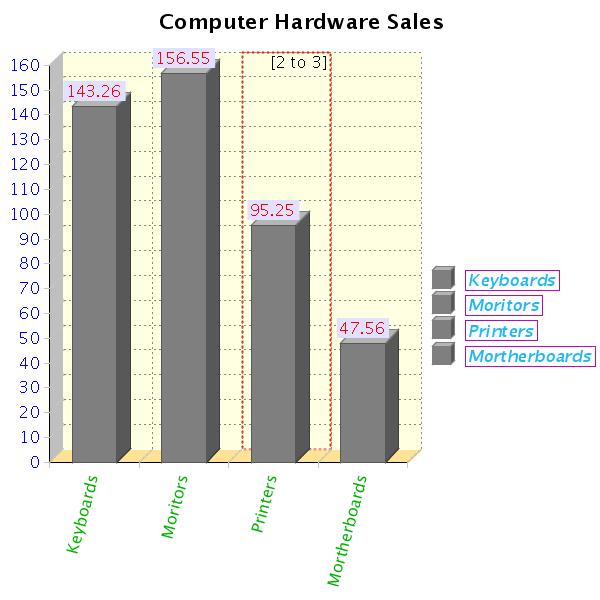 Computer Hardware Sales
160
150
140
130
120
110
100
90
80
70
60
50
40
30
20
10
0
143.26
156.55
[2 to 3]
95.25
47.56
Keyboards
Moritors
Printers
Mortherboards
Keyboards
Moritors
Printers
Mortherboards